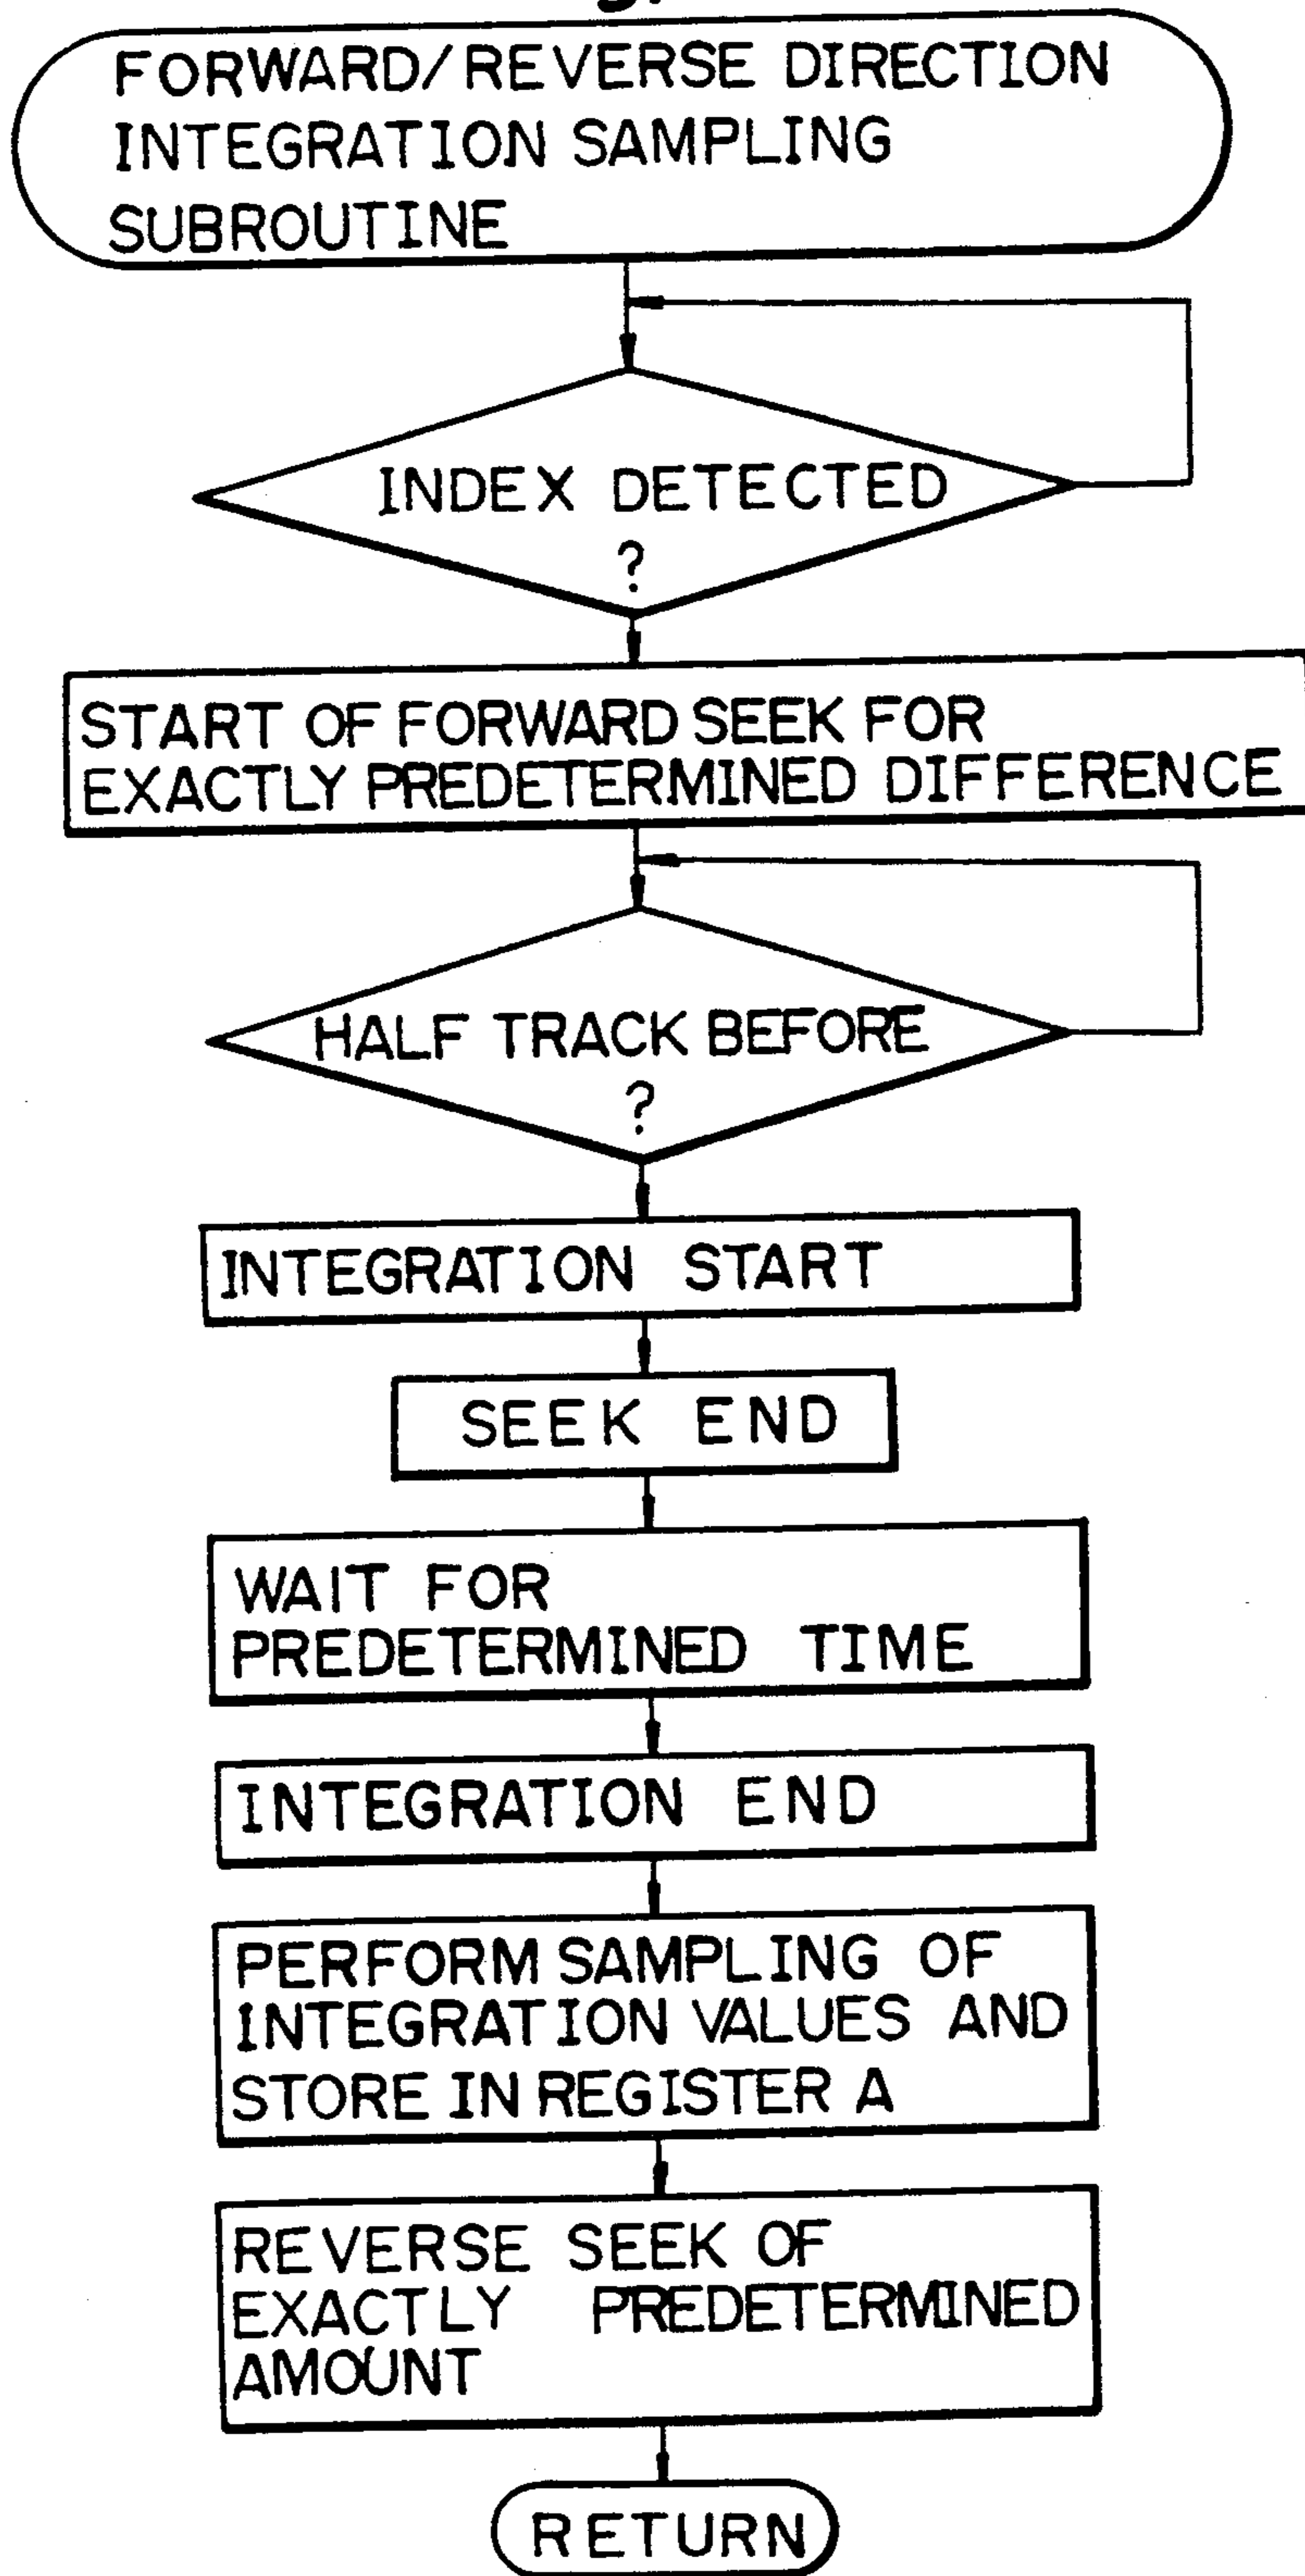 FORWARD/REVERSE DIRECTION
INTEGRATION SAMPLING
SUBROUTINE
INDEX DETECTED
?
START OF FORWARD SEEK FOR
EXACTLY PREDETERMINED DIFFERENCE
HALF TRACK BEFORE
?
INTEGRATION START
SEEK END
WAIT FOR
PREDETERMINED TIME
INTEGRATION END
PERFORM SAMPLING OF
INTEGRATION VALUES AND
STORE IN REGISTER A
REVERSE SEEK OF
EXACTLY PREDETERMINED
AMOUNT
RETURN